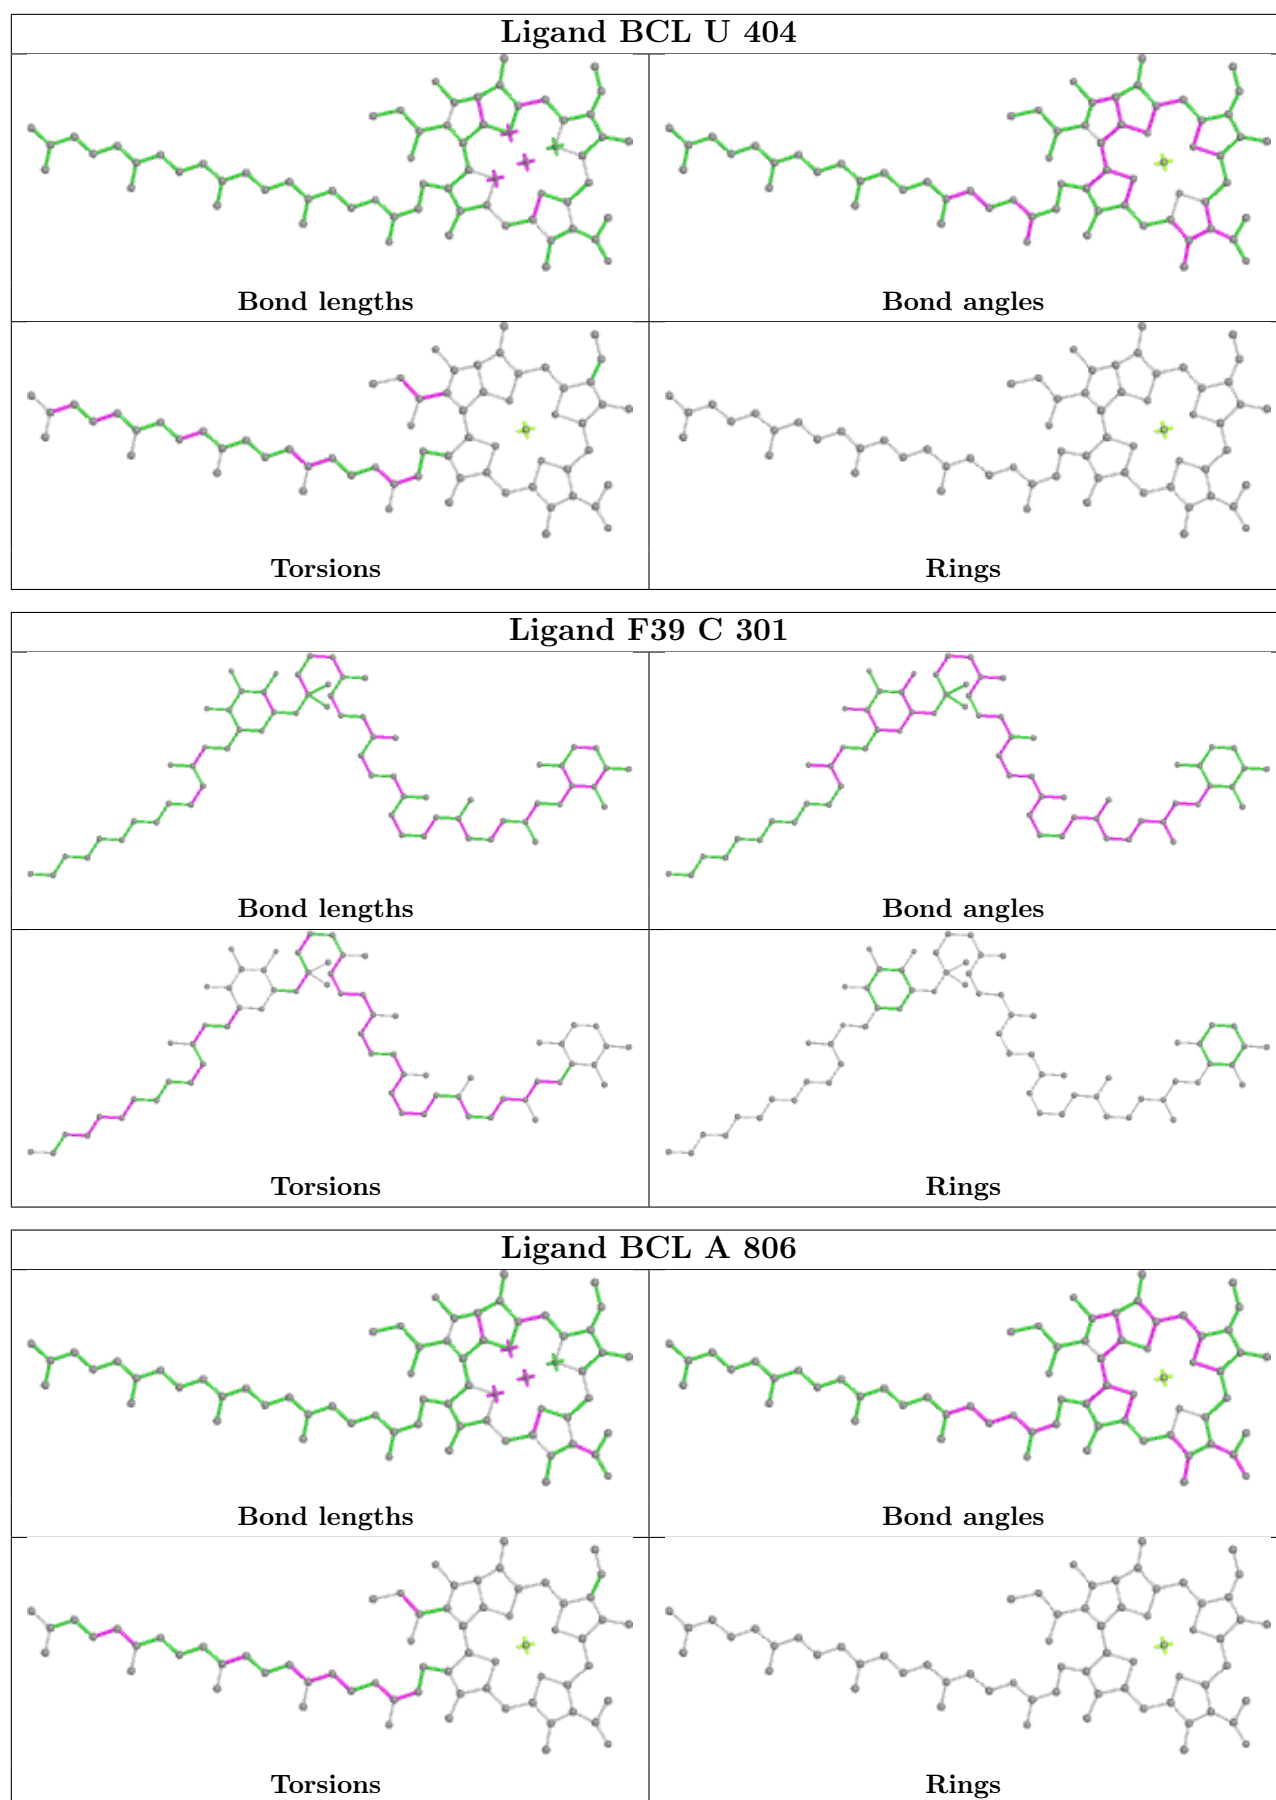 Ligand BCL U 404
Bond lengths
Bond angles
Torsions
Rings
Ligand F39 C 301
Bond lengths
Bond angles
Torsions
Rings
Ligand BCL A 806
Bond lengths
Bond angles
Torsions
Rings